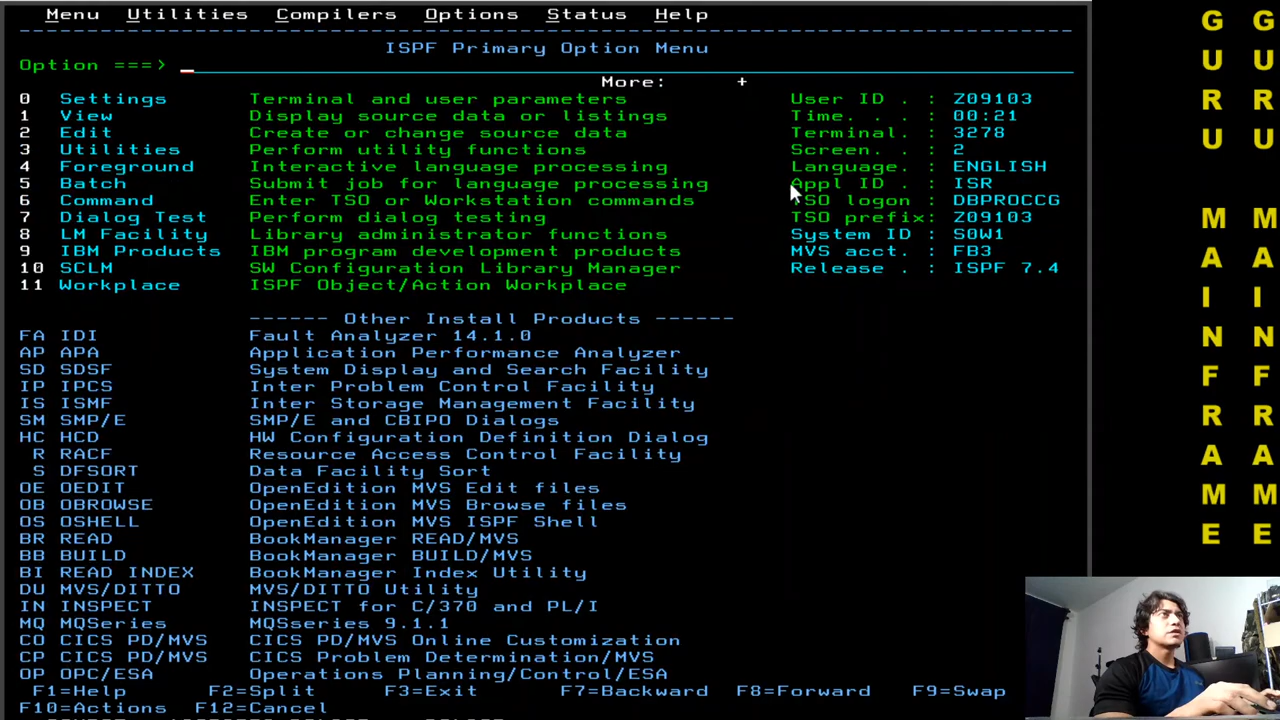 Menu Utilities Compilers Options Status Help
ISPF Primary Option Menu
Option ===>
More: +
0 Settings Terminal and user parameters User ID . : Z09103
1 View Display source data or listings Time. . . : 00:21
2 Edit Create or change source data Terminal. : 3278
3 Utilities Perform utility functions Screen. . : 2
4 Foreground Interactive language processing Language. : ENGLISH
5 Batch Submit job for language processing Appl ID . : ISR
6 Command Enter TSO or Workstation commands TSO logon : DBPROCCG
7 Dialog Test Perform dialog testing TSO prefix: Z09103
8 LM Facility Library administrator functions System ID : S0W1
9 IBM Products IBM program development products MVS acct. : FB3
10 SCLM SW Configuration Library Manager Release . : ISPF 7.4
11 Workplace ISPF Object/Action Workplace
------ Other Install Products ------
FA IDI Fault Analyzer 14.1.0
AP APA Application Performance Analyzer
SD SDSF System Display and Search Facility
IP IPCS Inter Problem Control Facility
IS ISMF Inter Storage Management Facility
SM SMP/E SMP/E and CBIPO Dialogs
HC HCD HW Configuration Definition Dialog
R RACF Resource Access Control Facility
S DFSORT Data Facility Sort
OE OEDIT OpenEdition MVS Edit files
OB OBROWSE OpenEdition MVS Browse files
OS OSHELL OpenEdition MVS ISPF Shell
BR READ BookManager READ/MVS
BB BUILD BookManager BUILD/MVS
BI READ INDEX BookManager Index Utility
DU MVS/DITTO MVS/DITTO Utility
IN INSPECT INSPECT for C/370 and PL/I
MQ MQSeries MQSseries 9.1.1
CO CICS PD/MVS CICS PD/MVS Online Customization
CP CICS PD/MVS CICS Problem Determination/MVS
OP OPC/ESA Operations Planning/Control/ESA
F1=Help F2=Split F3=Exit F7=Backward F8=Forward F9=Swap
F10=Actions F12=Cancel
GURU MAINFRAME
GURU MAINFRAME